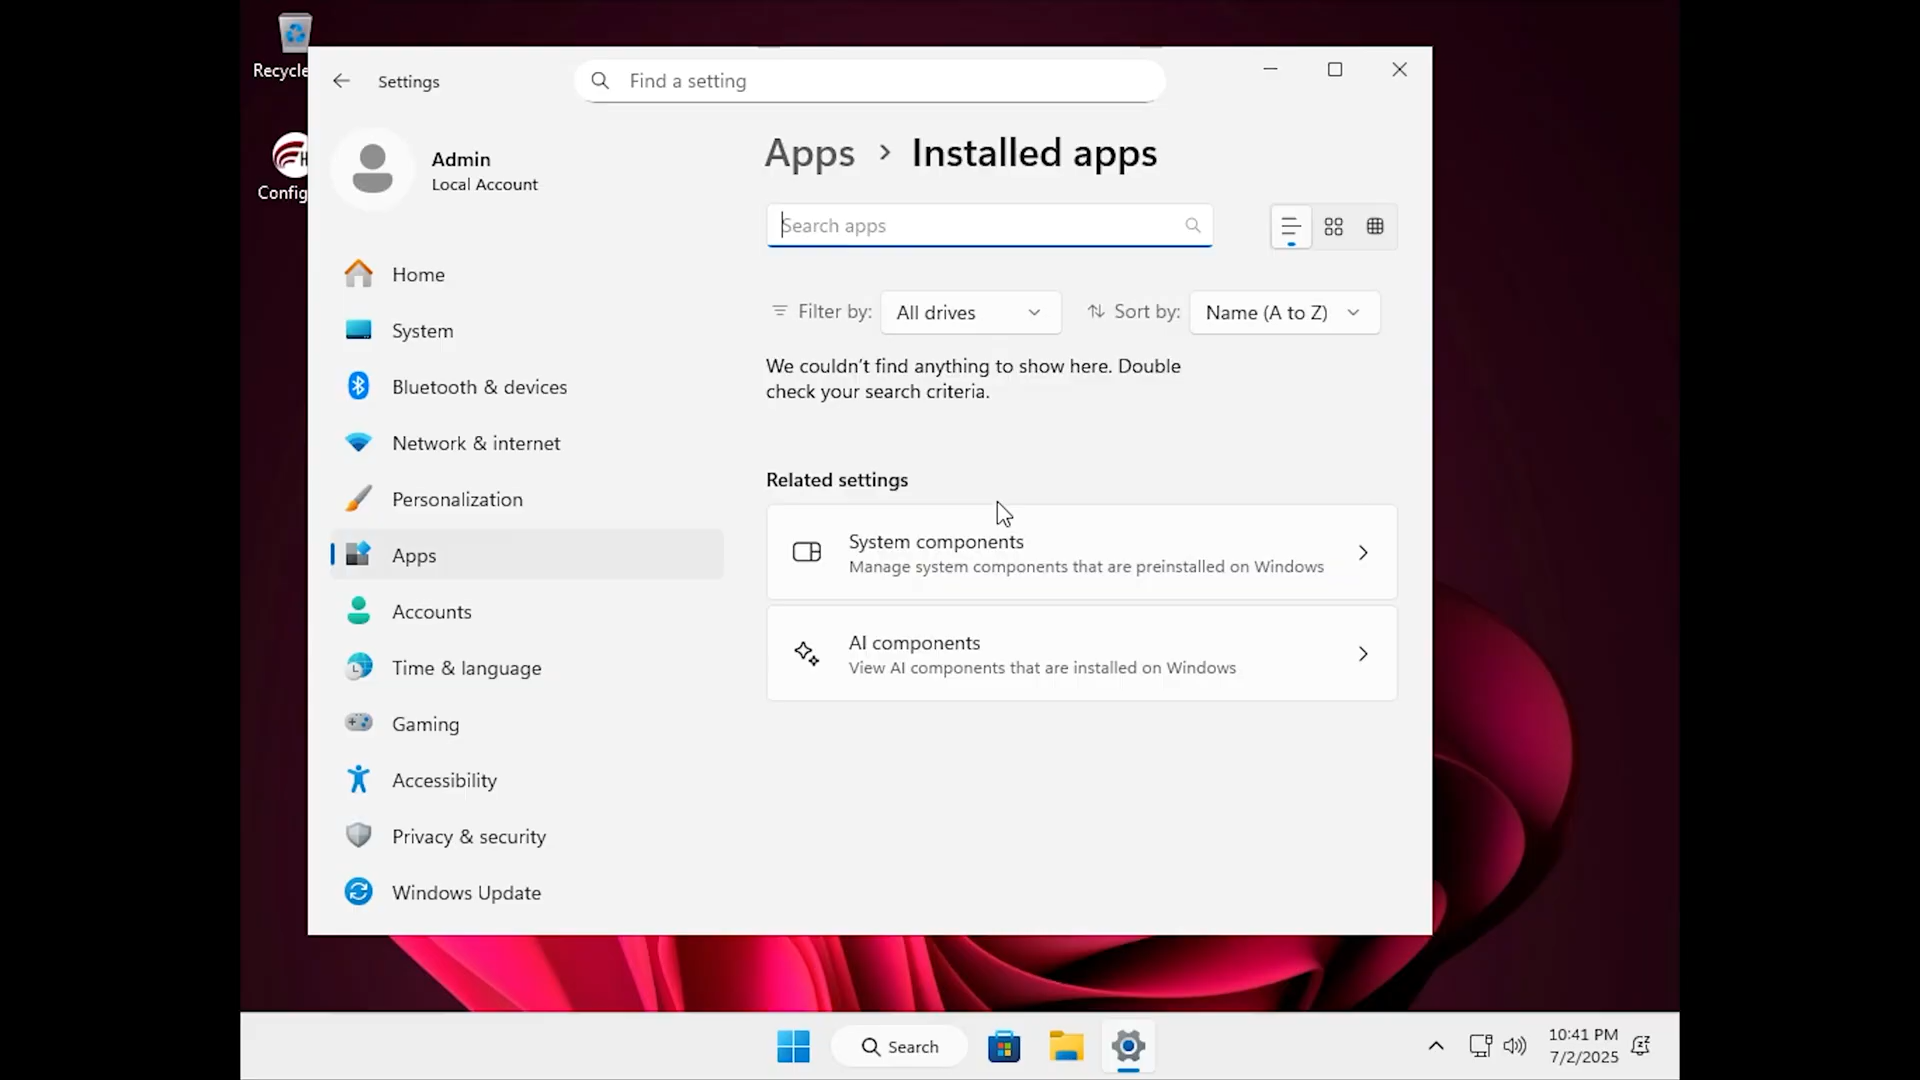 Recycle
Config
Settings
Find a setting
Admin
Local Account
Home
System
Bluetooth & devices
Network & internet
Personalization
Apps
Accounts
Time & language
Gaming
Accessibility
Privacy & security
Windows Update
Apps > Installed apps
Search apps
Filter by: All drives
Sort by: Name (A to Z)
We couldn't find anything to show here. Double
check your search criteria.
Related settings
System components
Manage system components that are preinstalled on Windows
AI components
View AI components that are installed on Windows
Search
10:41 PM
7/2/2025